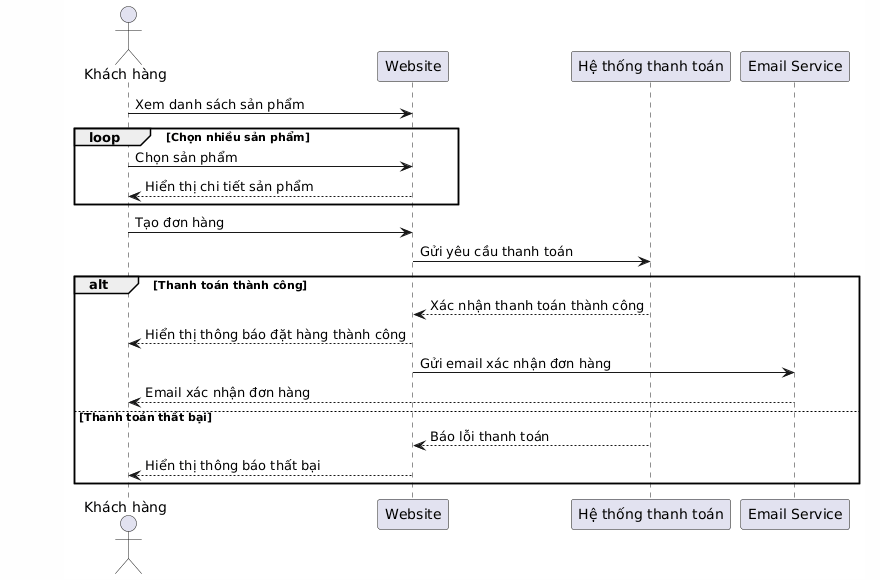 Khách hàng
Website
Hệ thống thanh toán
Email Service
Xem danh sách sản phẩm
loop
[Chọn nhiều sản phẩm]
Chọn sản phẩm
Hiển thị chi tiết sản phẩm
Tạo đơn hàng
Gửi yêu cầu thanh toán
alt
[Thanh toán thành công]
Xác nhận thanh toán thành công
Hiển thị thông báo đặt hàng thành công
Gửi email xác nhận đơn hàng
Email xác nhận đơn hàng
[Thanh toán thất bại]
Báo lỗi thanh toán
Hiển thị thông báo thất bại
Khách hàng
Website
Hệ thống thanh toán
Email Service